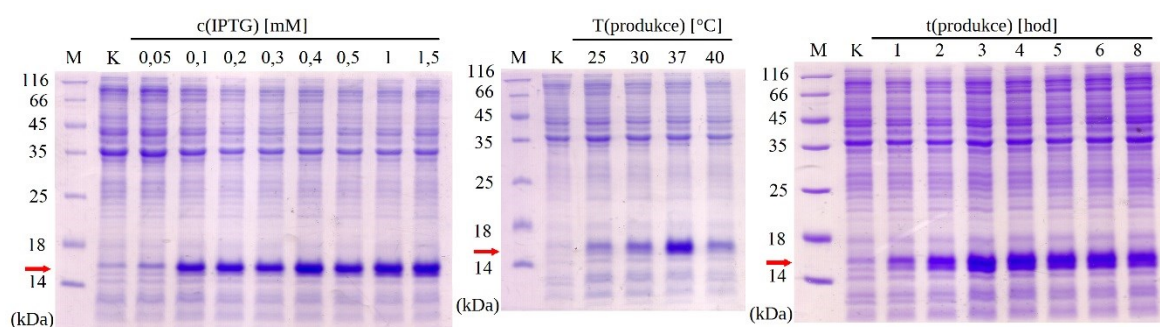 c(IPTG) [mM]
M K 0,05 0,1 0,2 0,3 0,4 0,5 1 1,5
116
66
45
35
25
18
14
(kDa)
T(produkce) [°C]
M K 25 30 37 40
116
66
45
35
25
18
14
(kDa)
t(produkce) [hod]
M K 1 2 3 4 5 6 8
116
66
45
35
25
18
14
(kDa)